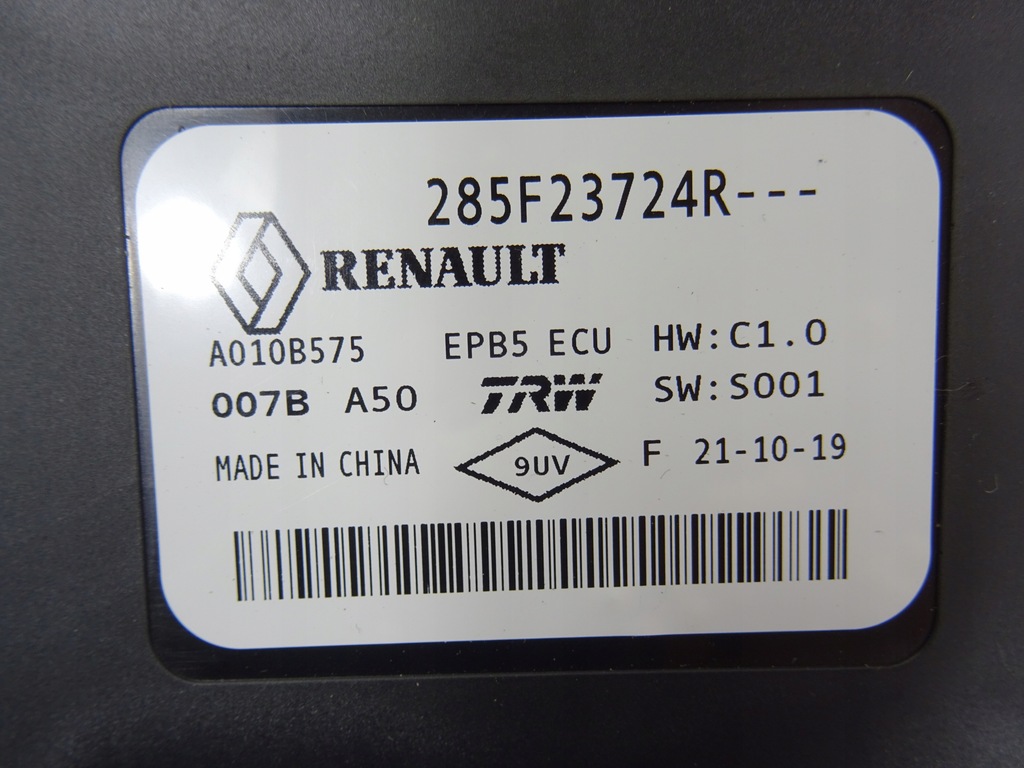 285F23724R---
RENAULT
A010B575 EPB5 ECU HW:C1.0
007B A50 TRW SW:S001
MADE IN CHINA 9UV F 21-10-19